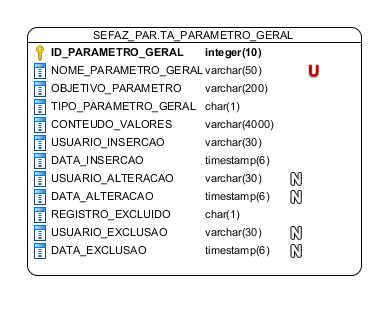 SEFAZ_PAR.TA_PARAMETRO_GERAL
ID_PARAMETRO_GERAL integer(10)
NOME_PARAMETRO_GERAL varchar(50) U
OBJETIVO_PARAMETRO varchar(200)
TIPO_PARAMETRO_GERAL char(1)
CONTEUDO_VALORES varchar(4000)
USUARIO_INSERCAO varchar(30)
DATA_INSERCAO timestamp(6)
USUARIO_ALTERACAO varchar(30) N
DATA_ALTERACAO timestamp(6) N
REGISTRO_EXCLUIDO char(1)
USUARIO_EXCLUSAO varchar(30) N
DATA_EXCLUSAO timestamp(6) N